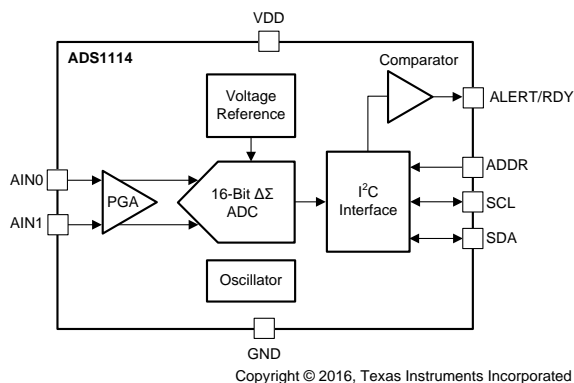 VDD
ADS1114
Comparator
Voltage
Reference
ALERT/RDY
ADDR
AIN0
PGA
16-Bit ΔΣ
ADC
I²C
Interface
SCL
AIN1
SDA
Oscillator
GND
Copyright © 2016, Texas Instruments Incorporated